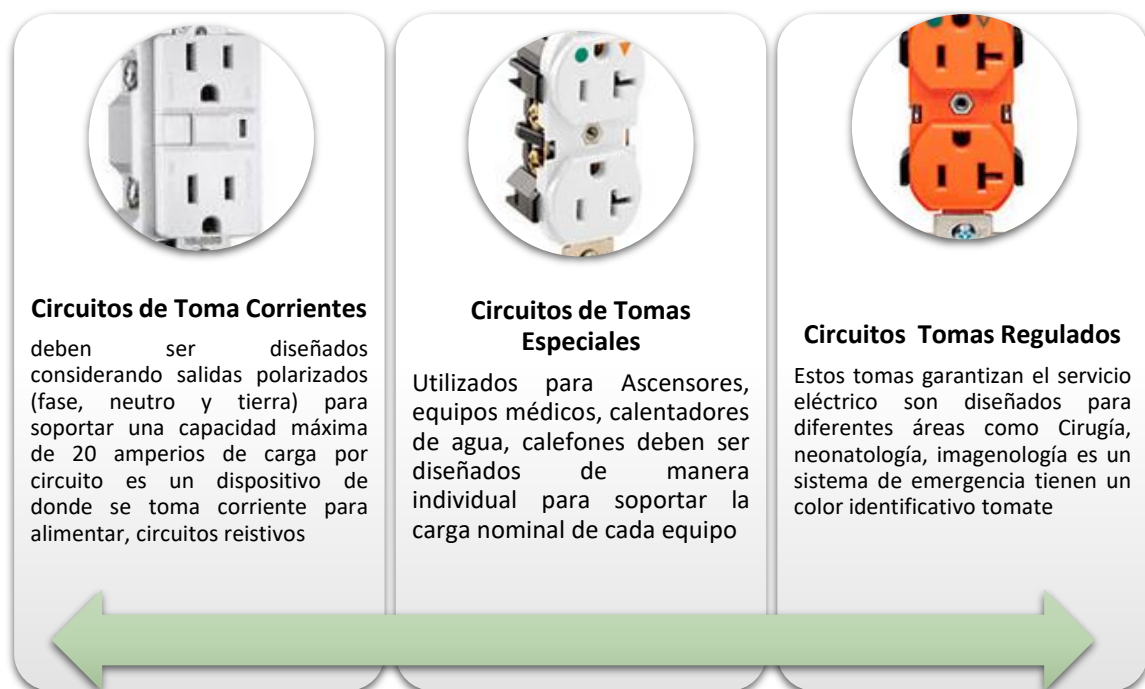 Circuitos de Toma Corrientes
deben ser diseñados
considerando salidas polarizados
(fase, neutro y tierra) para
soportar una capacidad máxima
de 20 amperios de carga por
circuito es un dispositivo de
donde se toma corriente para
alimentar, circuitos reistivos
Circuitos de Tomas
Especiales
Utilizados para Ascensores,
equipos médicos, calentadores
de agua, calefones deben ser
diseñados de manera
individual para soportar la
carga nominal de cada equipo
Circuitos Tomas Regulados
Estos tomas garantizan el servicio
eléctrico son diseñados para
diferentes áreas como Cirugía,
neonatología, imagenología es un
sistema de emergencia tienen un
color identificativo tomate